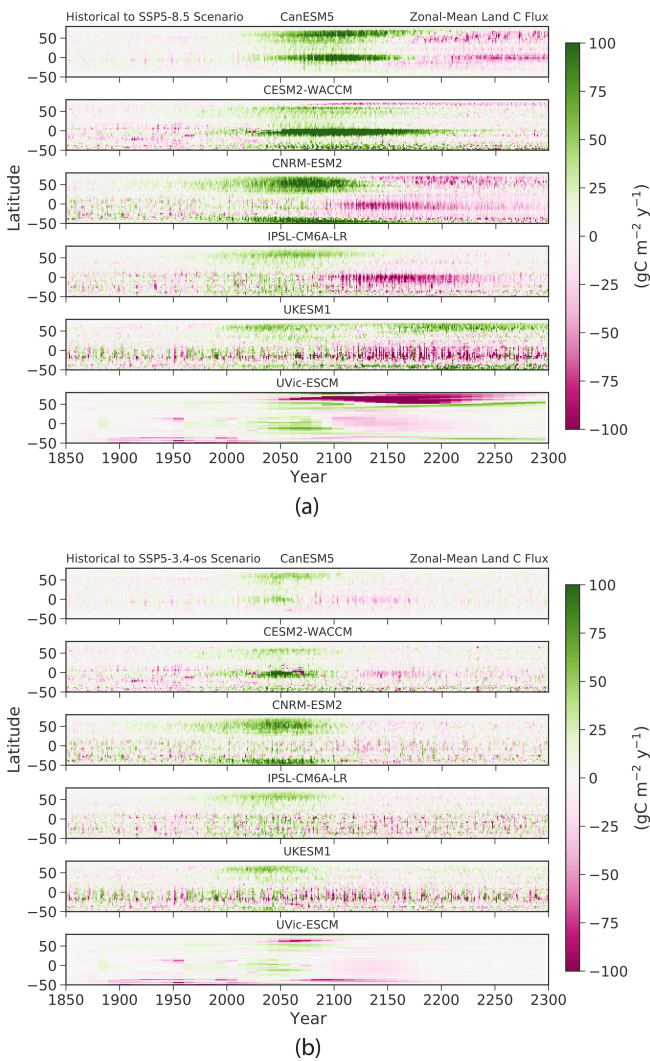 Historical to SSP5-8.5 Scenario CanESM5 Zonal-Mean Land C Flux
50
0
−50
CESM2-WACCM
50
0
−50
CNRM-ESM2
50
0
−50
IPSL-CM6A-LR
50
0
−50
UKESM1
50
0
−50
UVic-ESCM
50
0
−50
1850 1900 1950 2000 2050 2100 2150 2200 2250 2300
Year
Latitude
100
75
50
25
0
−25
−50
−75
−100
(gC m−2 y−1)
(a)
Historical to SSP5-3.4-os Scenario CanESM5 Zonal-Mean Land C Flux
50
0
−50
CESM2-WACCM
50
0
−50
CNRM-ESM2
50
0
−50
IPSL-CM6A-LR
50
0
−50
UKESM1
50
0
−50
UVic-ESCM
50
0
−50
1850 1900 1950 2000 2050 2100 2150 2200 2250 2300
Year
Latitude
100
75
50
25
0
−25
−50
−75
−100
(gC m−2 y−1)
(b)